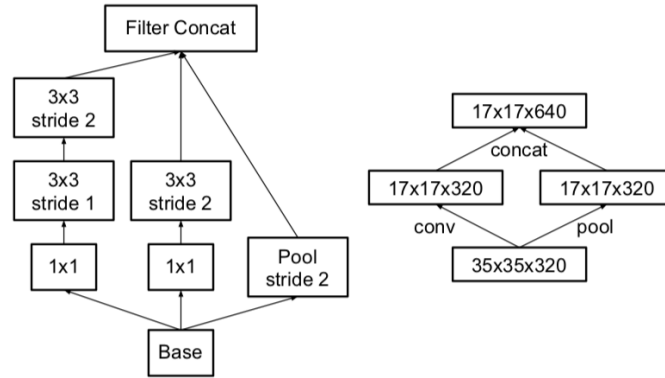 Filter Concat
3x3
stride 2
3x3
stride 1
3x3
stride 2
1x1
1x1
Pool
stride 2
Base
17x17x640
concat
17x17x320
17x17x320
conv
pool
35x35x320